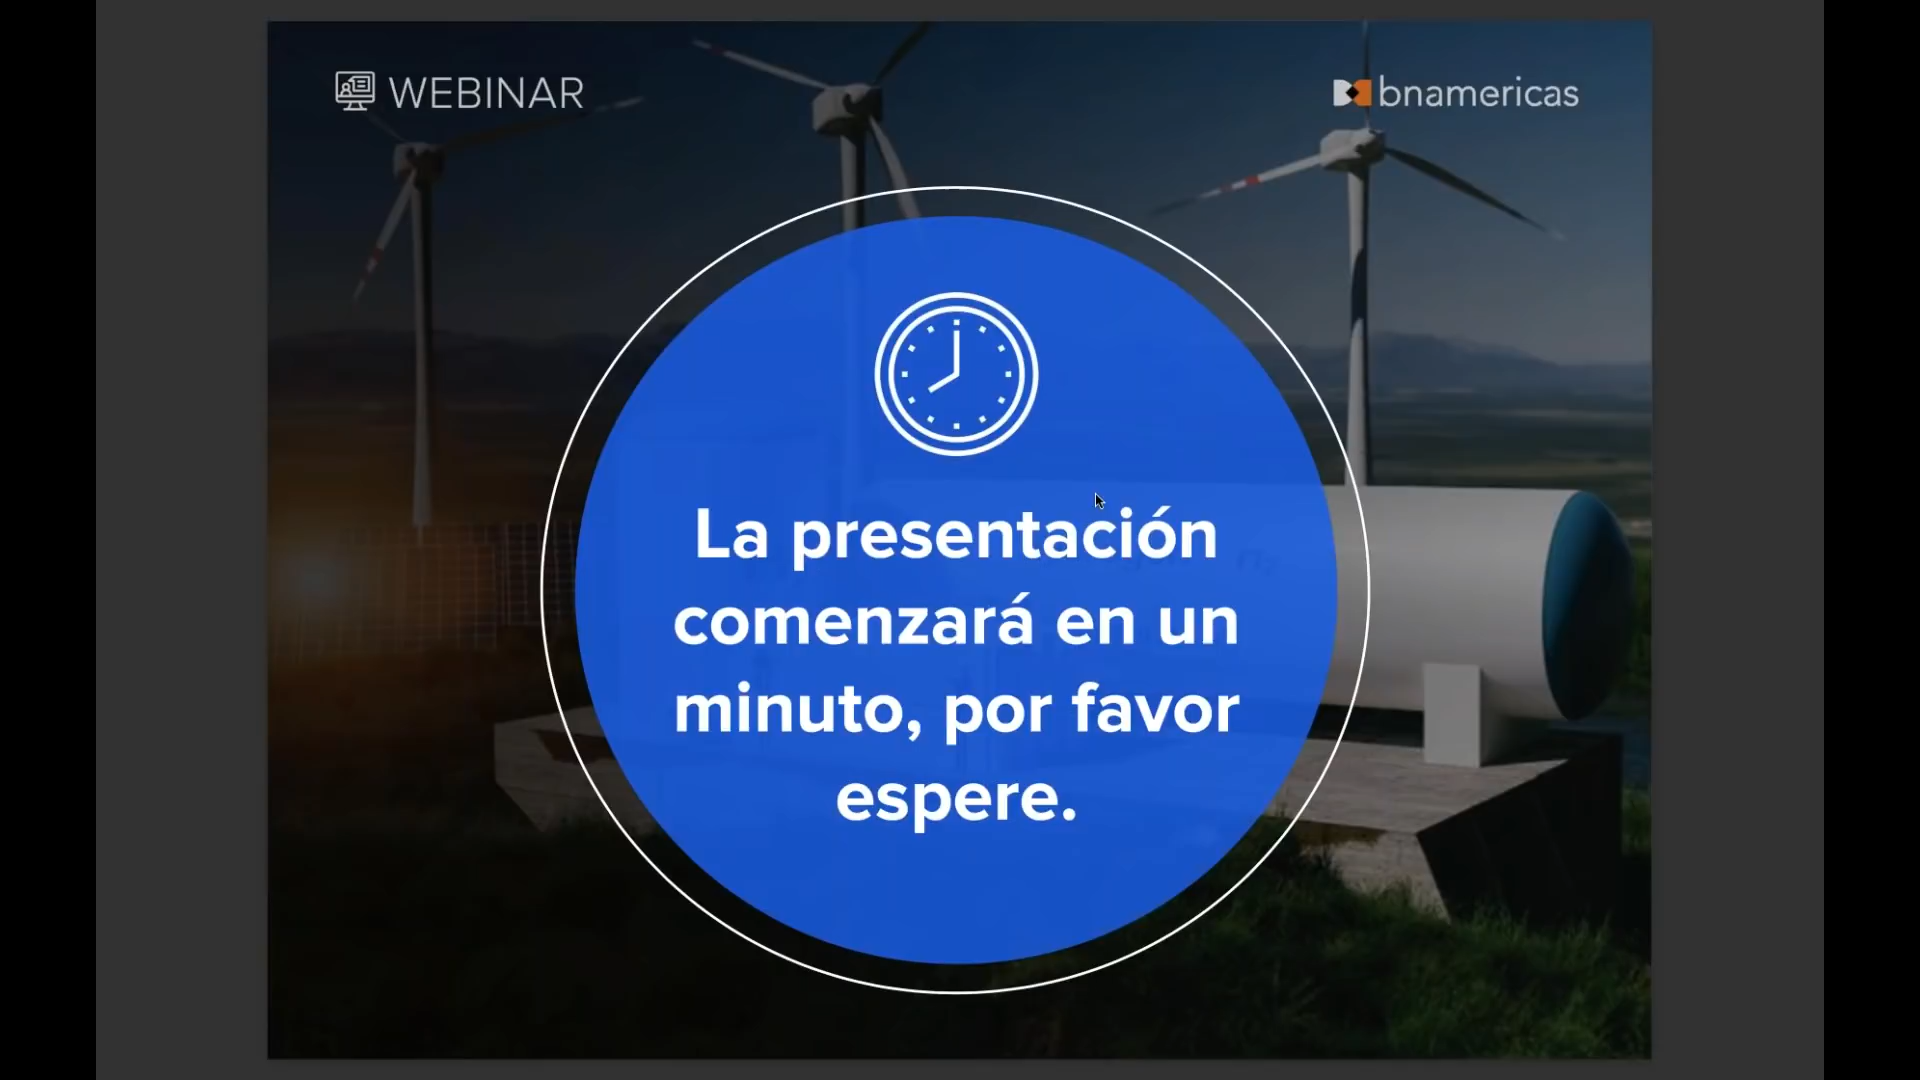 WEBINAR
bnamericas
La presentación
comenzará en un
minuto, por favor
espere.